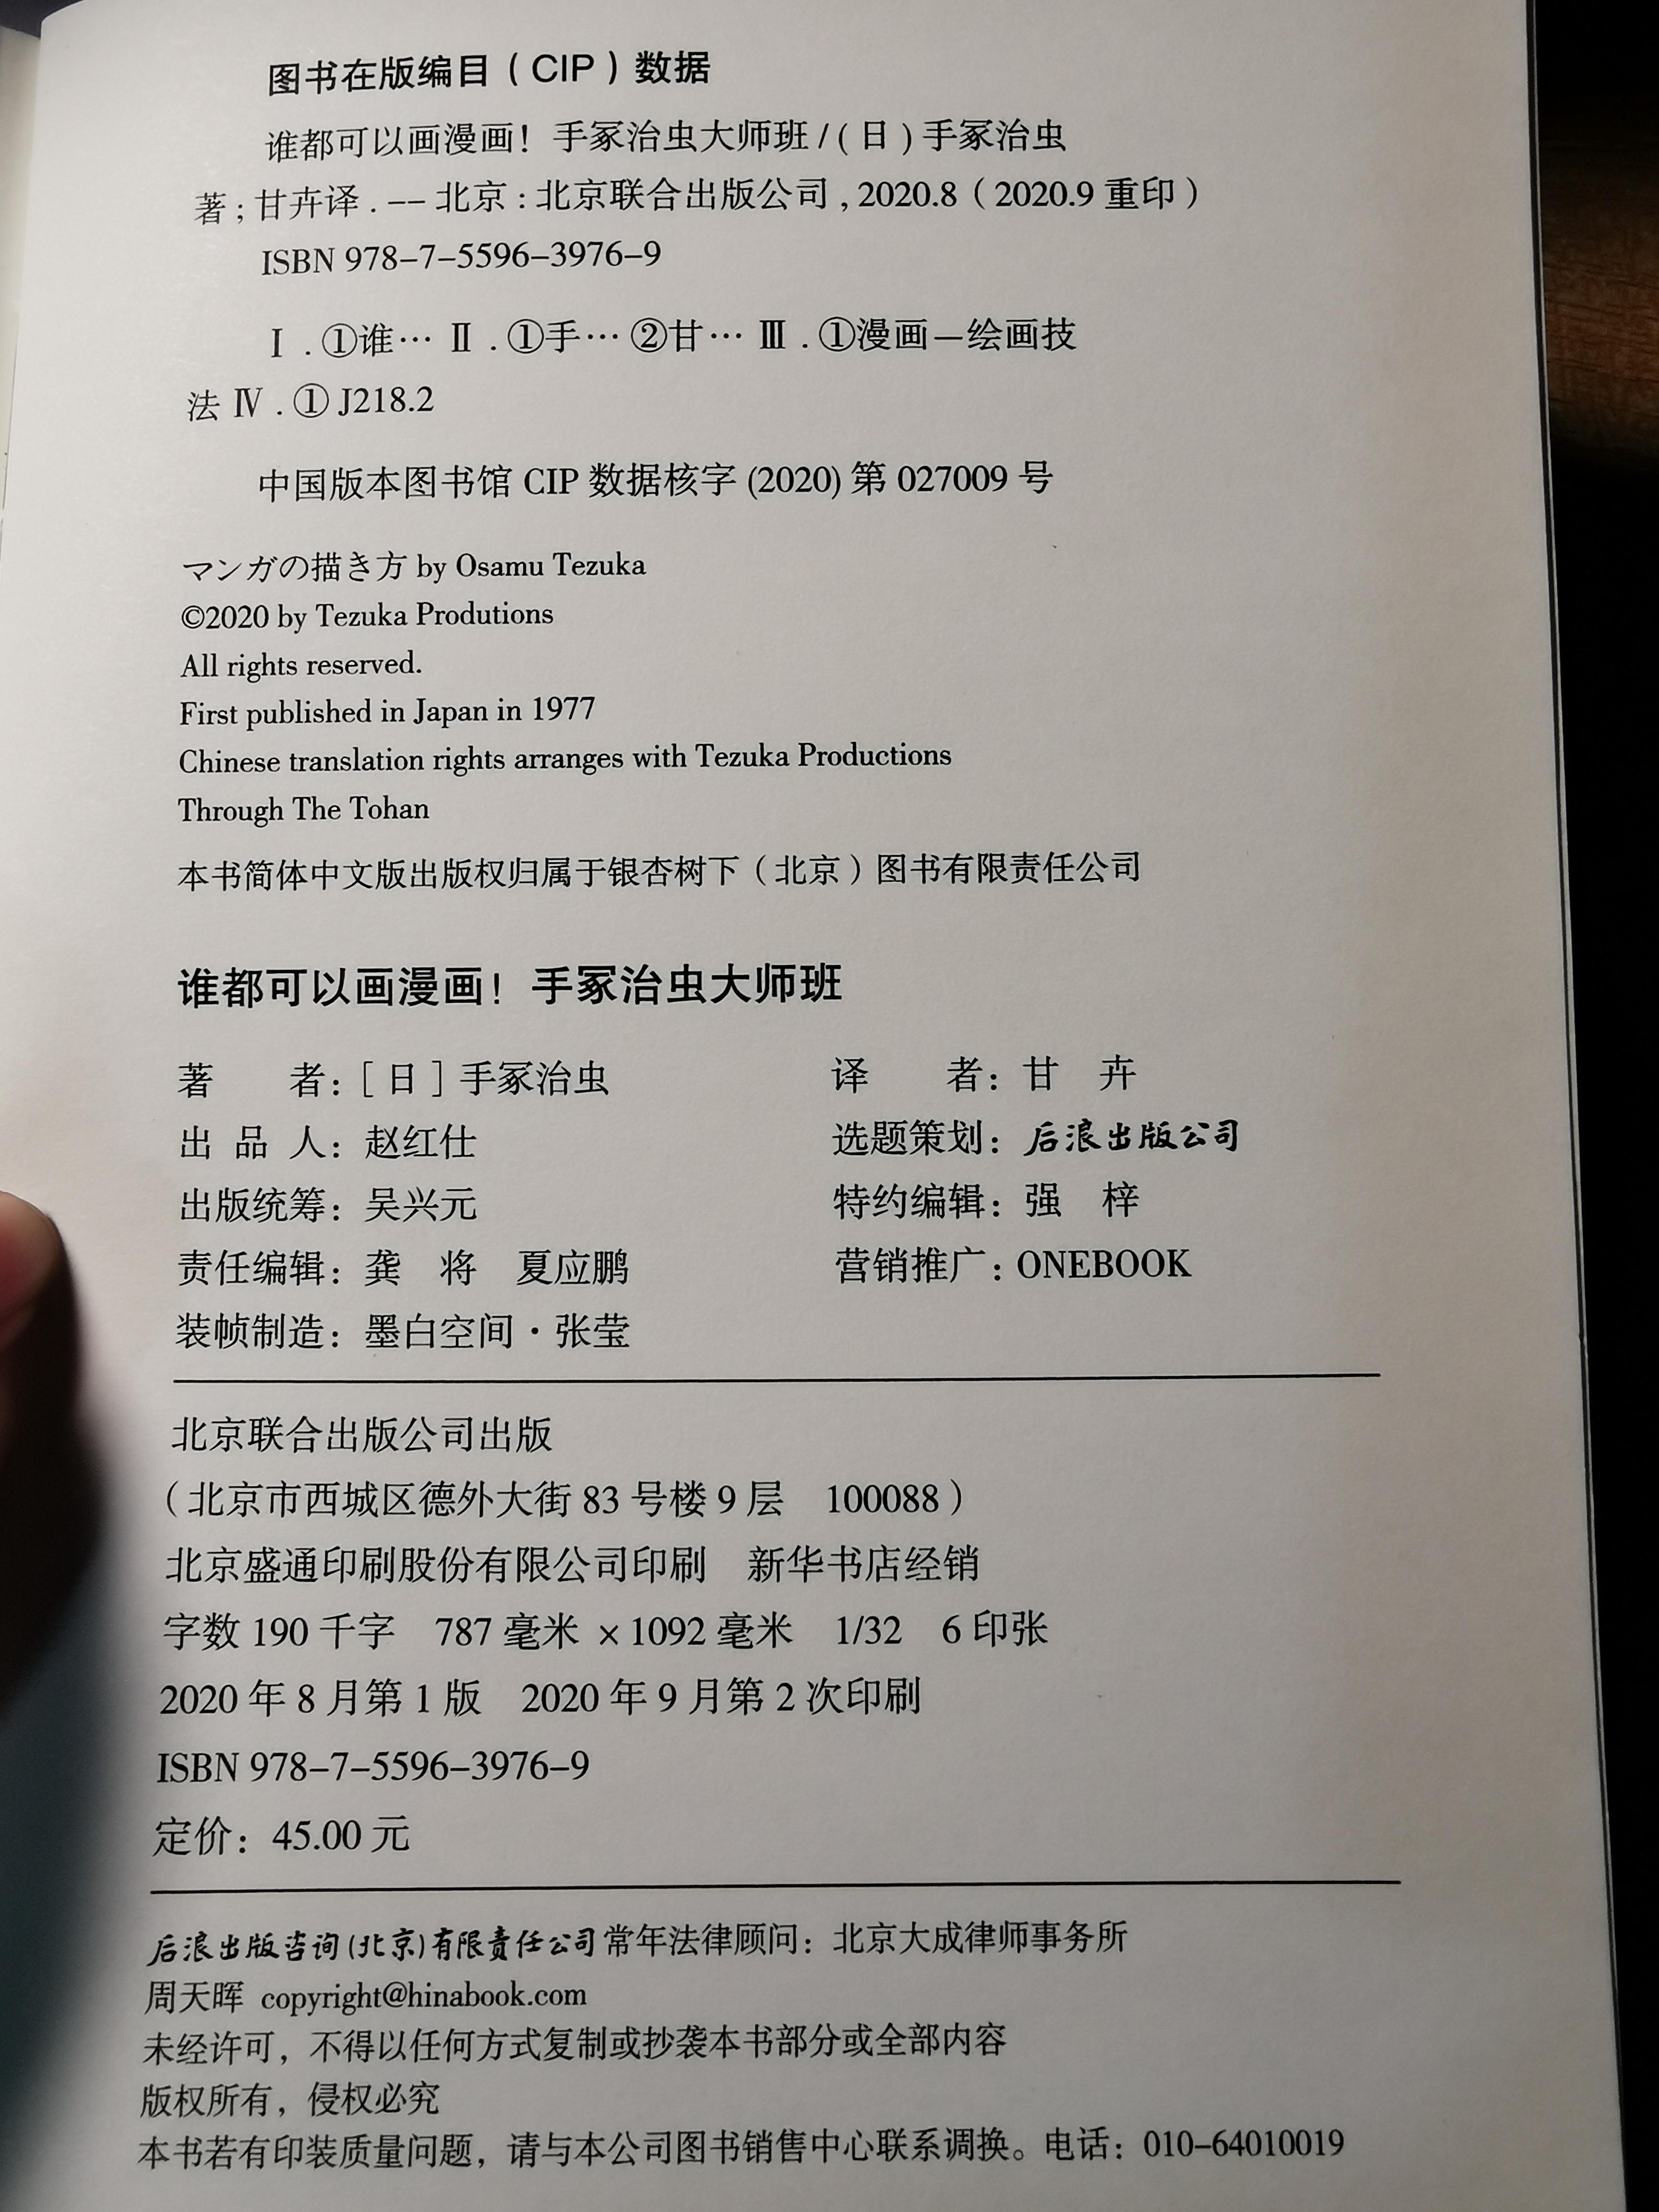 图书在版编目（CIP）数据
谁都可以画漫画！手冢治虫大师班 / ( 日 ) 手冢治虫
著 ; 甘卉译 . -- 北京 : 北京联合出版公司 , 2020.8（2020.9 重印）
ISBN 978-7-5596-3976-9
Ⅰ . ①谁… Ⅱ . ①手… ②甘… Ⅲ . ①漫画—绘画技
法 Ⅳ . ① J218.2
中国版本图书馆 CIP 数据核字 (2020) 第 027009 号
マンガの描き方 by Osamu Tezuka
©2020 by Tezuka Produtions
All rights reserved.
First published in Japan in 1977
Chinese translation rights arranges with Tezuka Productions
Through The Tohan
本书简体中文版出版权归属于银杏树下（北京）图书有限责任公司
谁都可以画漫画！手冢治虫大师班
著　　者：［日］手冢治虫　译　　者：甘　卉
出 品 人：赵红仕　选题策划：后浪出版公司
出版统筹：吴兴元　特约编辑：强　梓
责任编辑：龚　将　夏应鹏　营销推广：ONEBOOK
装帧制造：墨白空间·张莹
北京联合出版公司出版
（北京市西城区德外大街 83 号楼 9 层　100088）
北京盛通印刷股份有限公司印刷　新华书店经销
字数 190 千字　787 毫米 × 1092 毫米　1/32　6 印张
2020 年 8 月第 1 版　2020 年 9 月第 2 次印刷
ISBN 978-7-5596-3976-9
定价：45.00 元
后浪出版咨询(北京)有限责任公司常年法律顾问：北京大成律师事务所
周天晖 copyright@hinabook.com
未经许可，不得以任何方式复制或抄袭本书部分或全部内容
版权所有，侵权必究
本书若有印装质量问题，请与本公司图书销售中心联系调换。电话：010-64010019